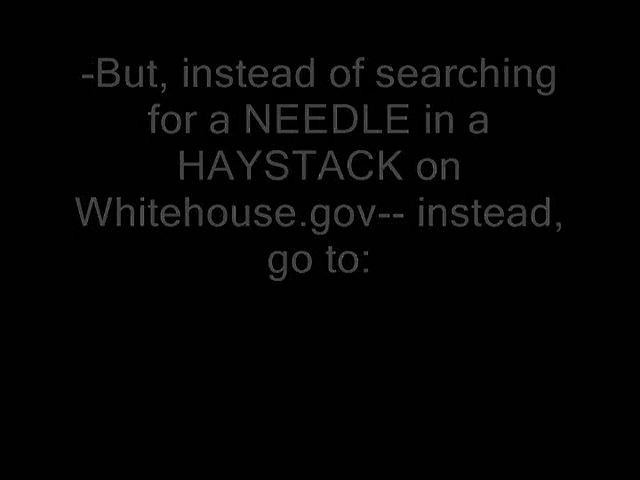 -But, instead of searching
for a NEEDLE in a
HAYSTACK on
Whitehouse.gov-- instead,
go to: